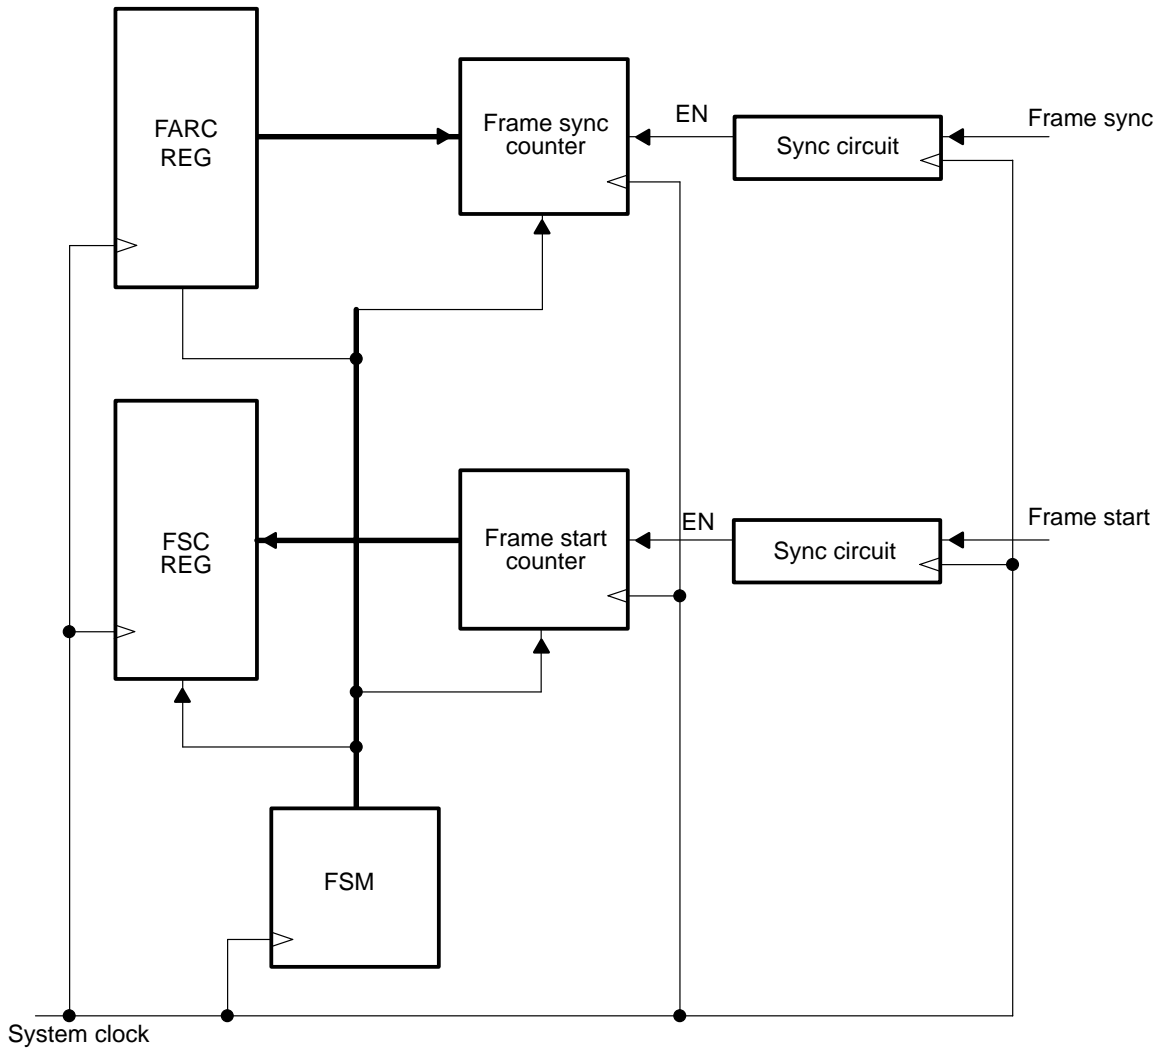 FARC
REG
Frame sync
counter
EN
Sync circuit
Frame sync
FSC
REG
Frame start
counter
EN
Sync circuit
Frame start
FSM
System clock